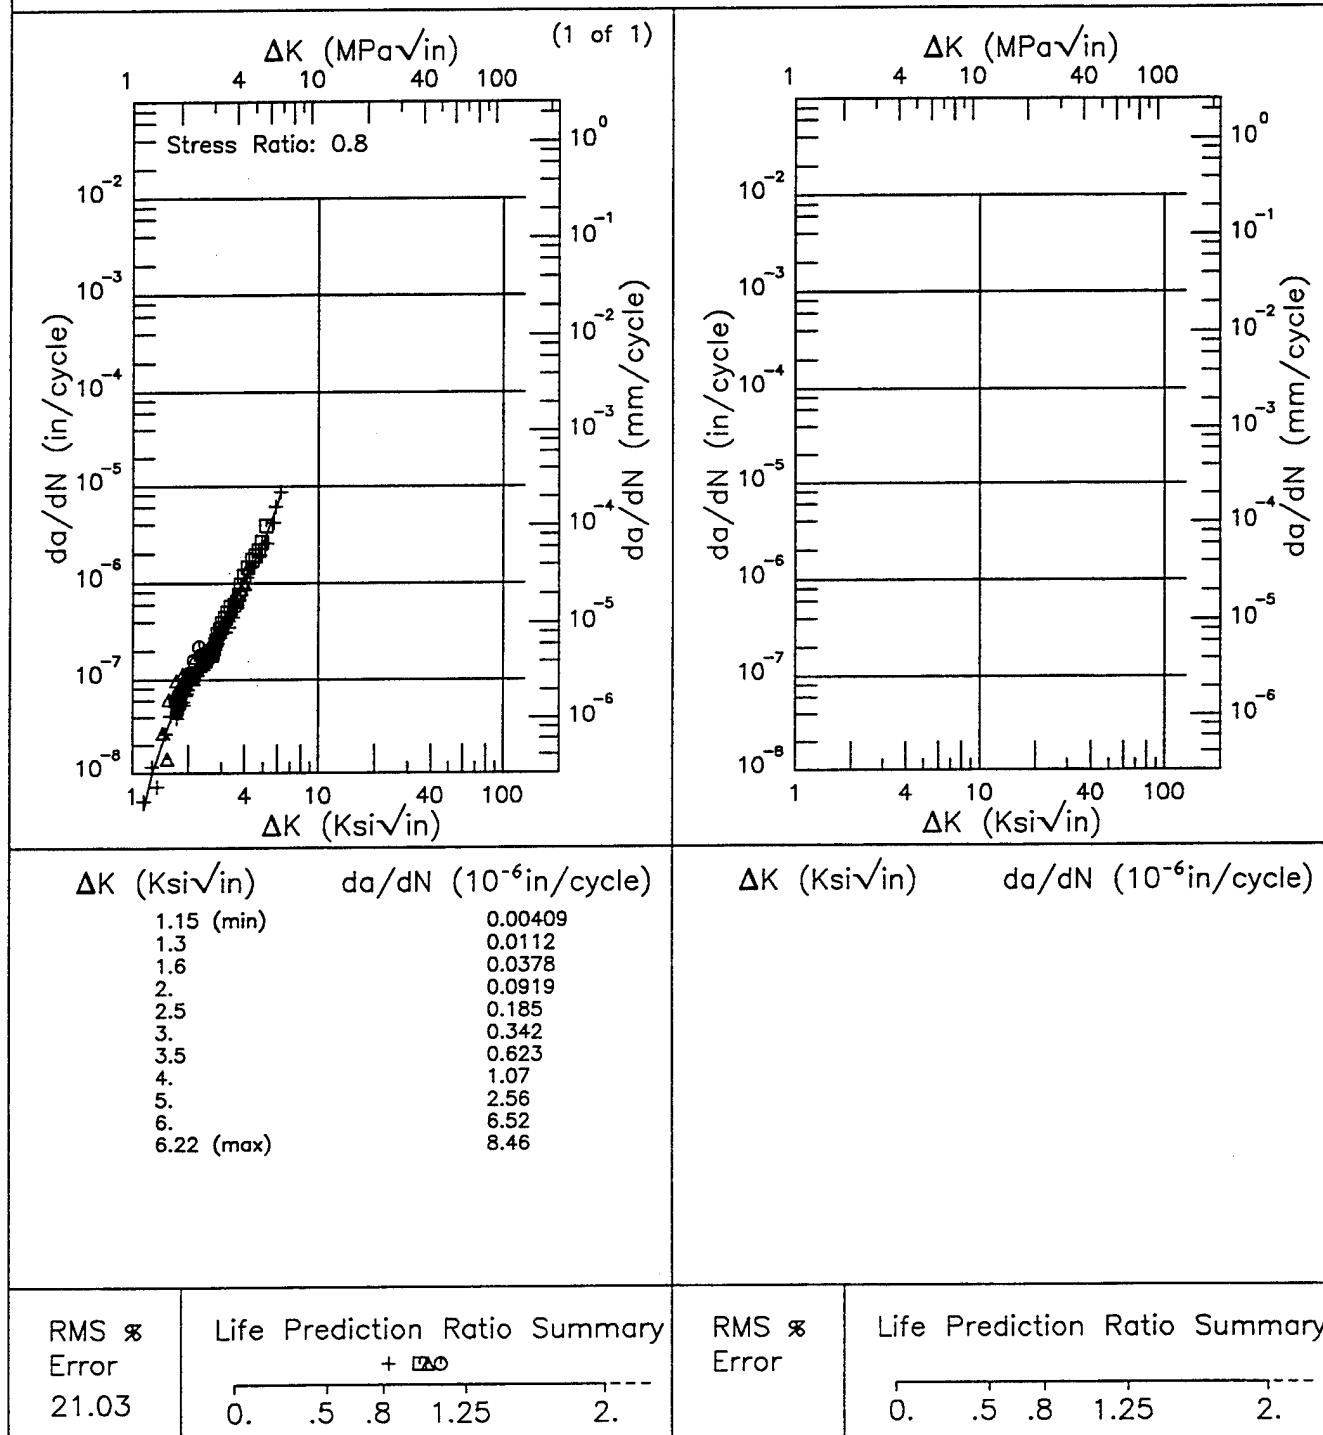 (1 of 1)
ΔK (MPa√in)
1 4 10 40 100
Stress Ratio: 0.8
da/dN (in/cycle)
10⁻²
10⁻³
10⁻⁴
10⁻⁵
10⁻⁶
10⁻⁷
10⁻⁸
da/dN (mm/cycle)
10⁰
10⁻¹
10⁻²
10⁻³
10⁻⁴
10⁻⁵
10⁻⁶
1 4 10 40 100
ΔK (Ksi√in)
ΔK (MPa√in)
1 4 10 40 100
da/dN (in/cycle)
10⁻²
10⁻³
10⁻⁴
10⁻⁵
10⁻⁶
10⁻⁷
10⁻⁸
da/dN (mm/cycle)
10⁰
10⁻¹
10⁻²
10⁻³
10⁻⁴
10⁻⁵
10⁻⁶
1 4 10 40 100
ΔK (Ksi√in)
ΔK (Ksi√in) da/dN (10⁻⁶in/cycle)
1.15 (min) 0.00409
1.3 0.0112
1.6 0.0378
2. 0.0919
2.5 0.185
3. 0.342
3.5 0.623
4. 1.07
5. 2.56
6. 6.52
6.22 (max) 8.46
ΔK (Ksi√in) da/dN (10⁻⁶in/cycle)
RMS %
Error
21.03
Life Prediction Ratio Summary
0. .5 .8 1.25 2.
RMS %
Error
Life Prediction Ratio Summary
0. .5 .8 1.25 2.